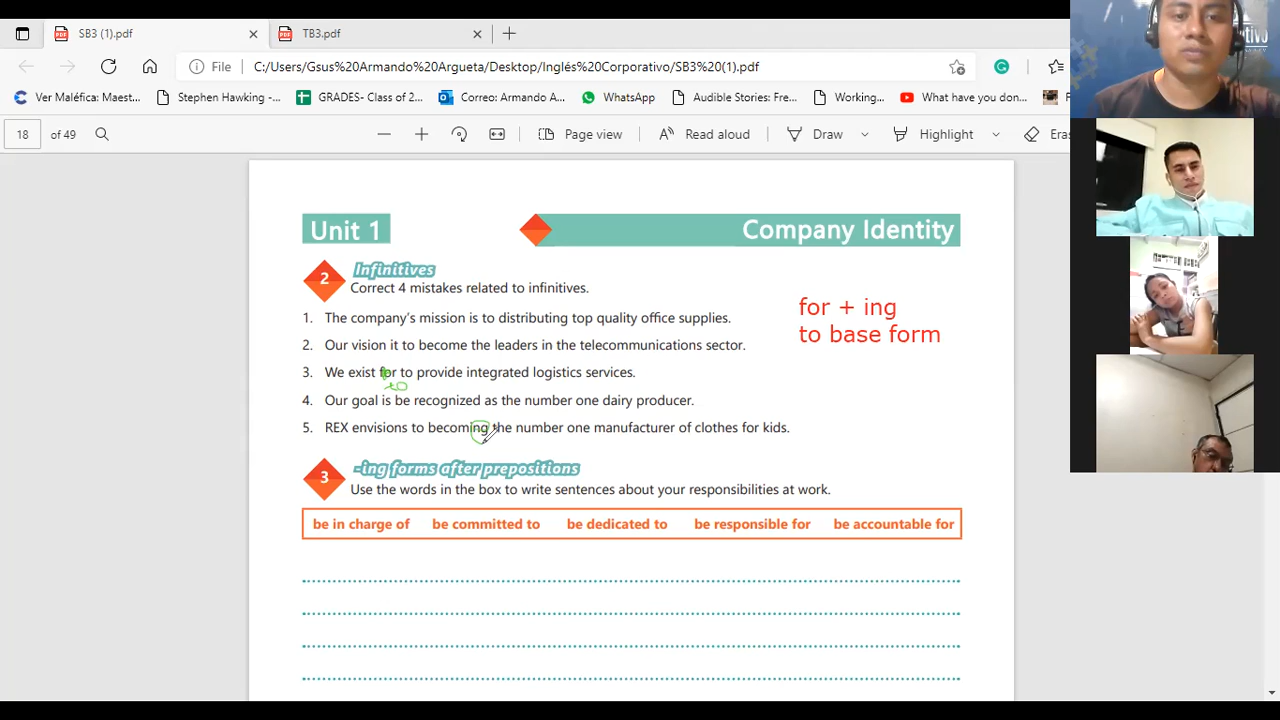 SB3 (1).pdf
TB3.pdf
File C:/Users/Gsus%20Armando%20Argueta/Desktop/Inglés%20Corporativo/SB3%20(1).pdf
Ver Maléfica: Maest...
Stephen Hawking -...
GRADES- Class of 2...
Correo: Armando A...
WhatsApp
Audible Stories: Fre...
Working...
What have you don...
18 of 49
Page view
Read aloud
Draw
Highlight
Eras
Unit 1
Company Identity
2 Infinitives
Correct 4 mistakes related to infinitives.
1. The company's mission is to distributing top quality office supplies.
for + ing
2. Our vision it to become the leaders in the telecommunications sector.
to base form
3. We exist for to provide integrated logistics services.
to
4. Our goal is be recognized as the number one dairy producer.
5. REX envisions to becoming the number one manufacturer of clothes for kids.
3 -ing forms after prepositions
Use the words in the box to write sentences about your responsibilities at work.
be in charge of be committed to be dedicated to be responsible for be accountable for